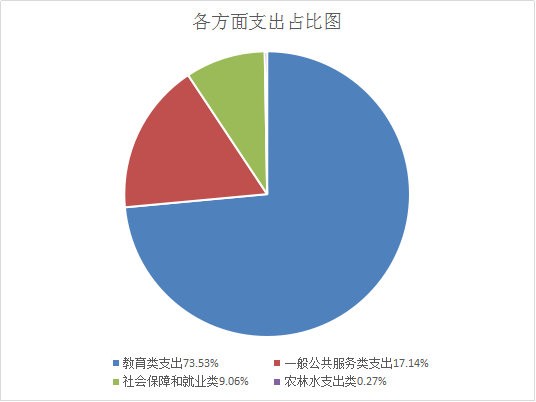 各方面支出占比图
教育类支出73.53%
一般公共服务类支出17.14%
社会保障和就业类9.06%
农林水支出类0.27%